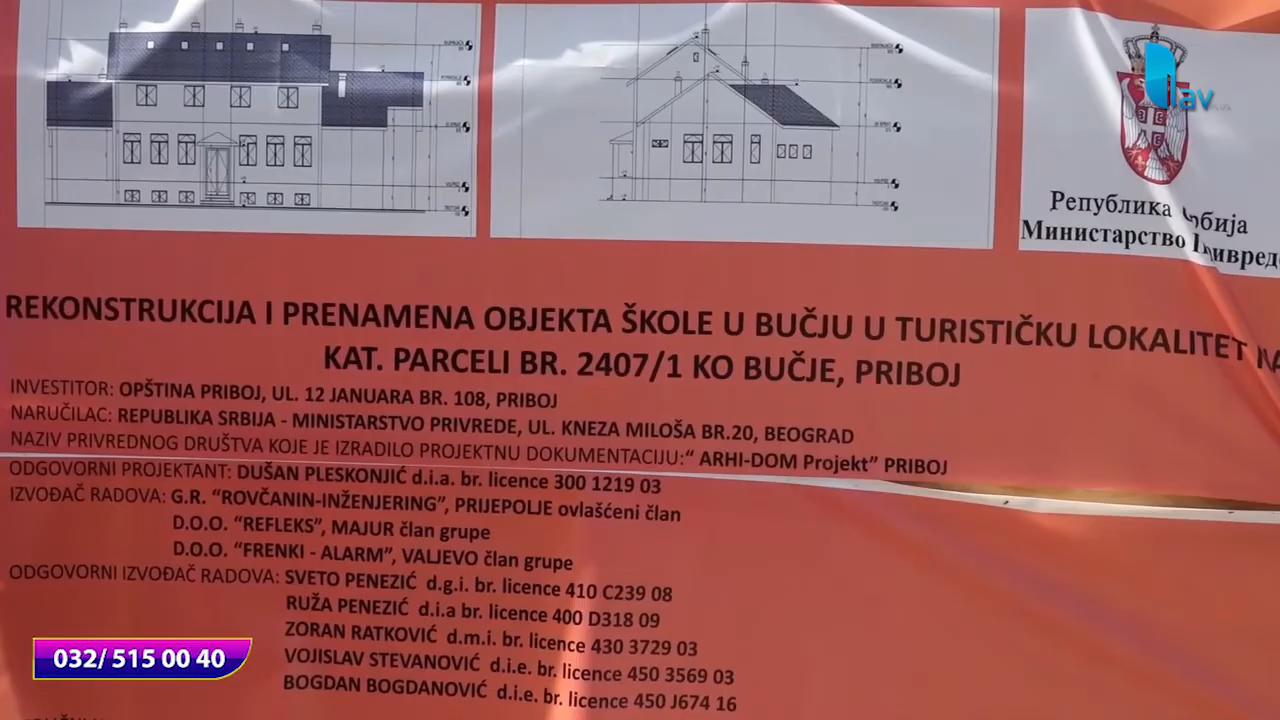 lav
Република
Министарство
REKONSTRUKCIJA I PRENAMENA OBJEKTA ŠKOLE U BUČJU U TURISTIČKU LOKALITET
KAT. PARCELI BR. 2407/1 KO BUČJE, PRIBOJ
INVESTITOR: OPŠTINA PRIBOJ, UL. 12 JANUARA BR. 108, PRIBOJ
NARUČILAC: REPUBLIKA SRBIJA - MINISTARSTVO PRIVREDE, UL. KNEZA MILOŠA BR.20, BEOGRAD
NAZIV PRIVREDNOG DRUŠTVA KOJE JE IZRADILO PROJEKTNU DOKUMENTACIJU:“ ARHI-DOM Projekt” PRIBOJ
ODGOVORNI PROJEKTANT: DUŠAN PLESKONJIĆ d.i.a. br. licence 300 1219 03
IZVOĐAČ RADOVA: G.R. “ROVČANIN-INŽENJERING”, PRIJEPOLJE ovlašćeni član
D.O.O. “REFLEKS”, MAJUR član grupe
D.O.O. “FRENKI - ALARM”, VALJEVO član grupe
ODGOVORNI IZVOĐAČ RADOVA: SVETO PENEZIĆ d.g.i. br. licence 410 C239 08
RUŽA PENEZIĆ d.i.a br. licence 400 D318 09
ZORAN RATKOVIĆ d.m.i. br. licence 430 3729 03
VOJISLAV STEVANOVIĆ d.i.e. br. licence 450 3569 03
BOGDAN BOGDANOVIĆ d.i.e. br. licence 450 J674 16
032/ 515 00 40